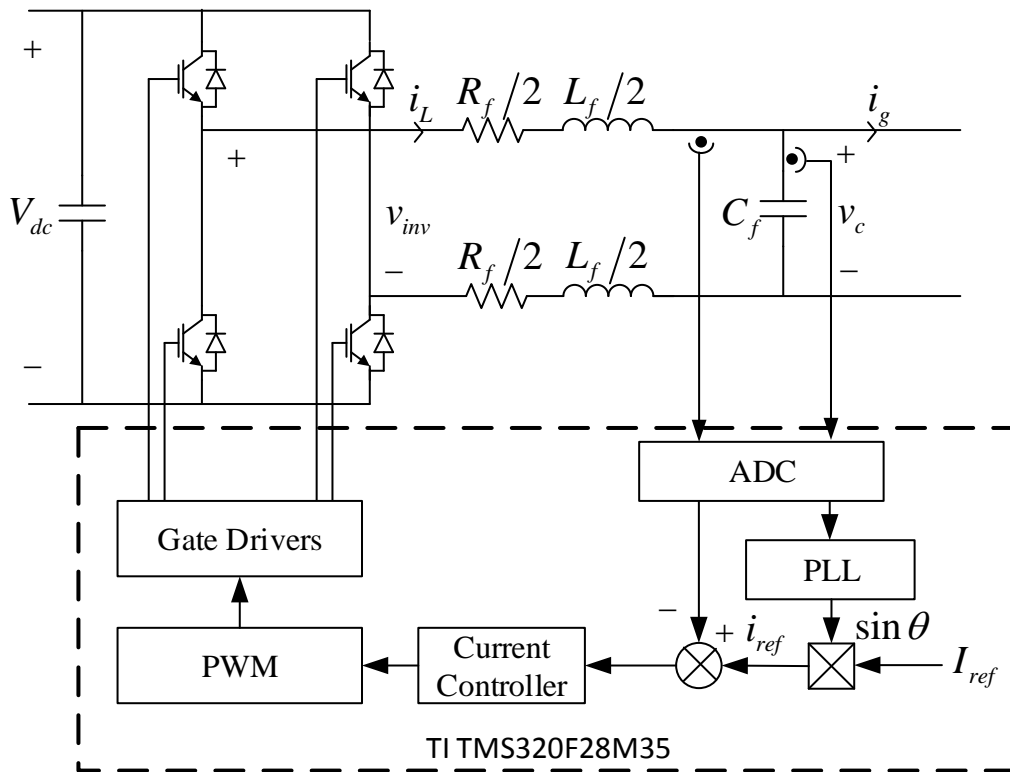 +
i_L
R_f/2
L_f/2
i_g
+
+
V_dc
v_inv
C_f
v_c
−
R_f/2
L_f/2
−
−
ADC
Gate Drivers
PLL
−
sin θ
+
i_ref
PWM
Current
Controller
I_ref
TI TMS320F28M35